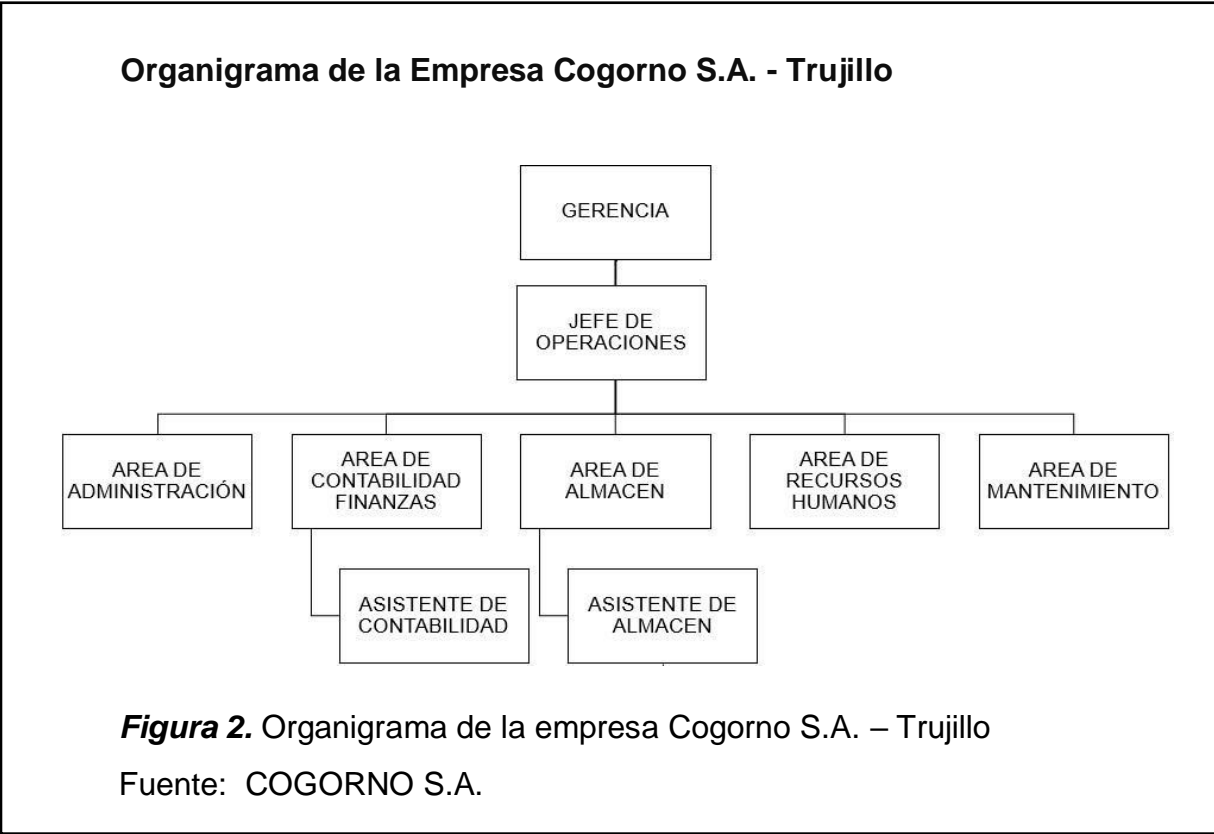 Organigrama de la Empresa Cogorno S.A. - Trujillo
GERENCIA
JEFE DE
OPERACIONES
AREA DE
ADMINISTRACIÓN
AREA DE
CONTABILIDAD
FINANZAS
AREA DE
ALMACEN
AREA DE
RECURSOS
HUMANOS
AREA DE
MANTENIMIENTO
ASISTENTE DE
CONTABILIDAD
ASISTENTE DE
ALMACEN
Figura 2. Organigrama de la empresa Cogorno S.A. – Trujillo
Fuente: COGORNO S.A.